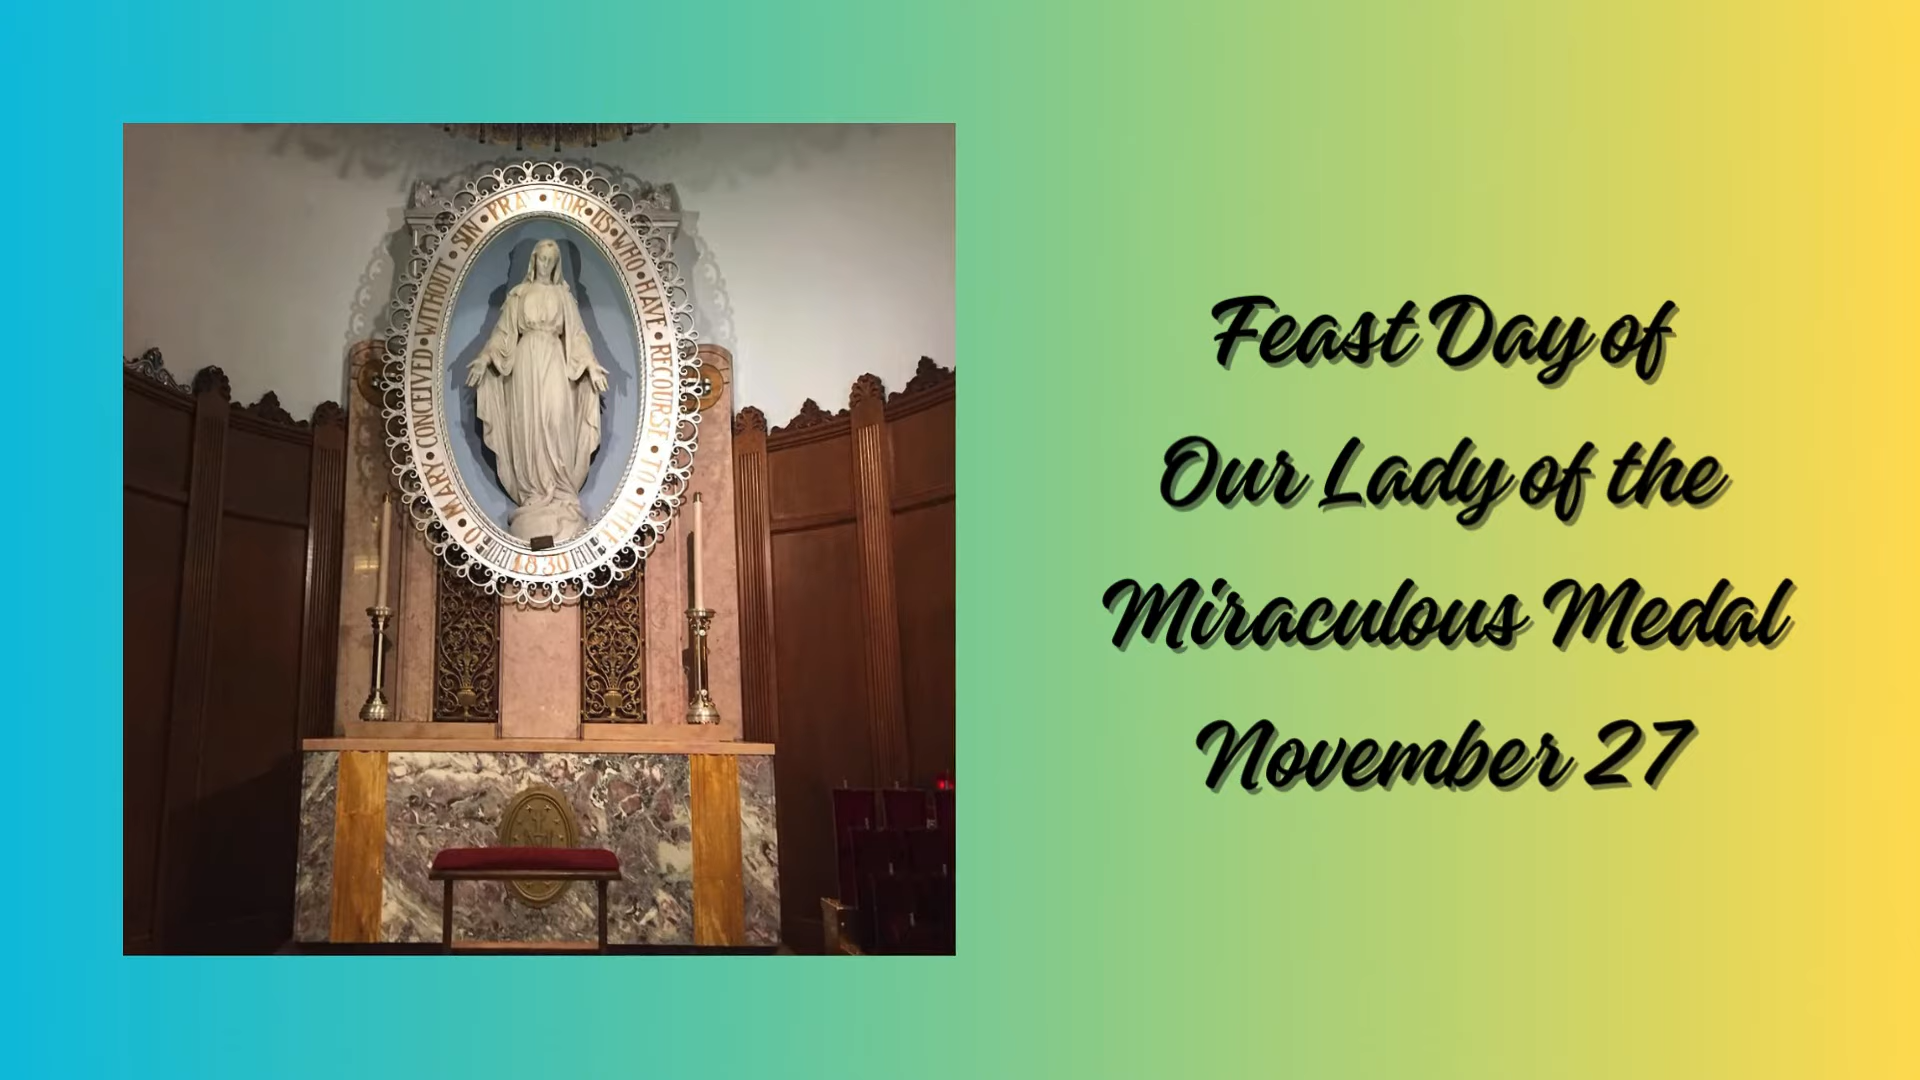 O • MARY • CONCEIVED • WITHOUT • SIN • PRAY • FOR • US • WHO • HAVE • RECOURSE • TO • THEE
1830
Feast Day of
Our Lady of the
Miraculous Medal
November 27